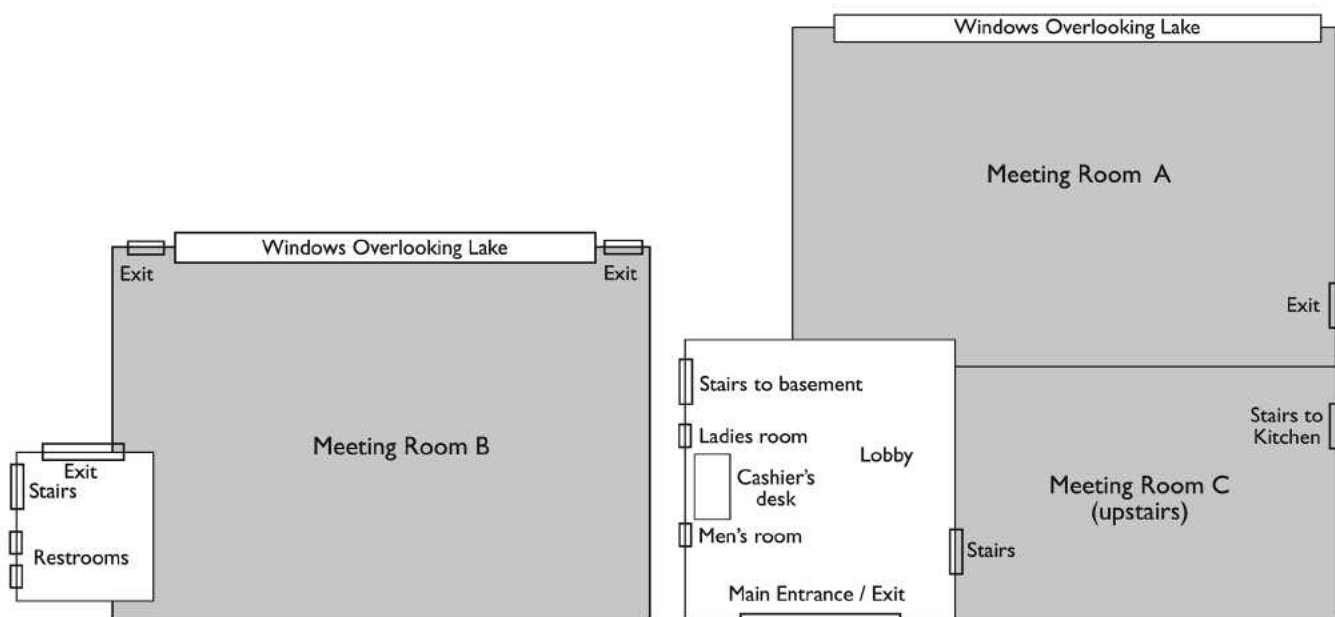 Windows Overlooking Lake
Meeting Room A
Exit
Windows Overlooking Lake
Exit
Exit
Meeting Room B
Exit
Stairs
Restrooms
Stairs to basement
Ladies room
Lobby
Cashier's
desk
Men's room
Main Entrance / Exit
Stairs to
Kitchen
Meeting Room C
(upstairs)
Stairs